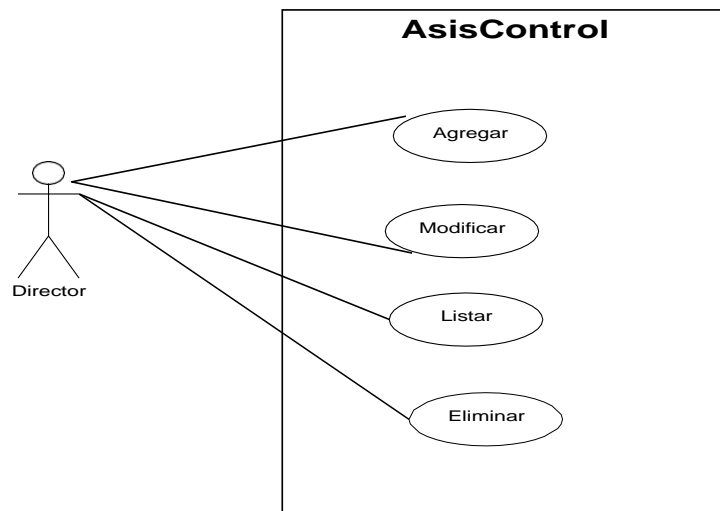 AsisControl
Agregar
Modificar
Director
Listar
Eliminar